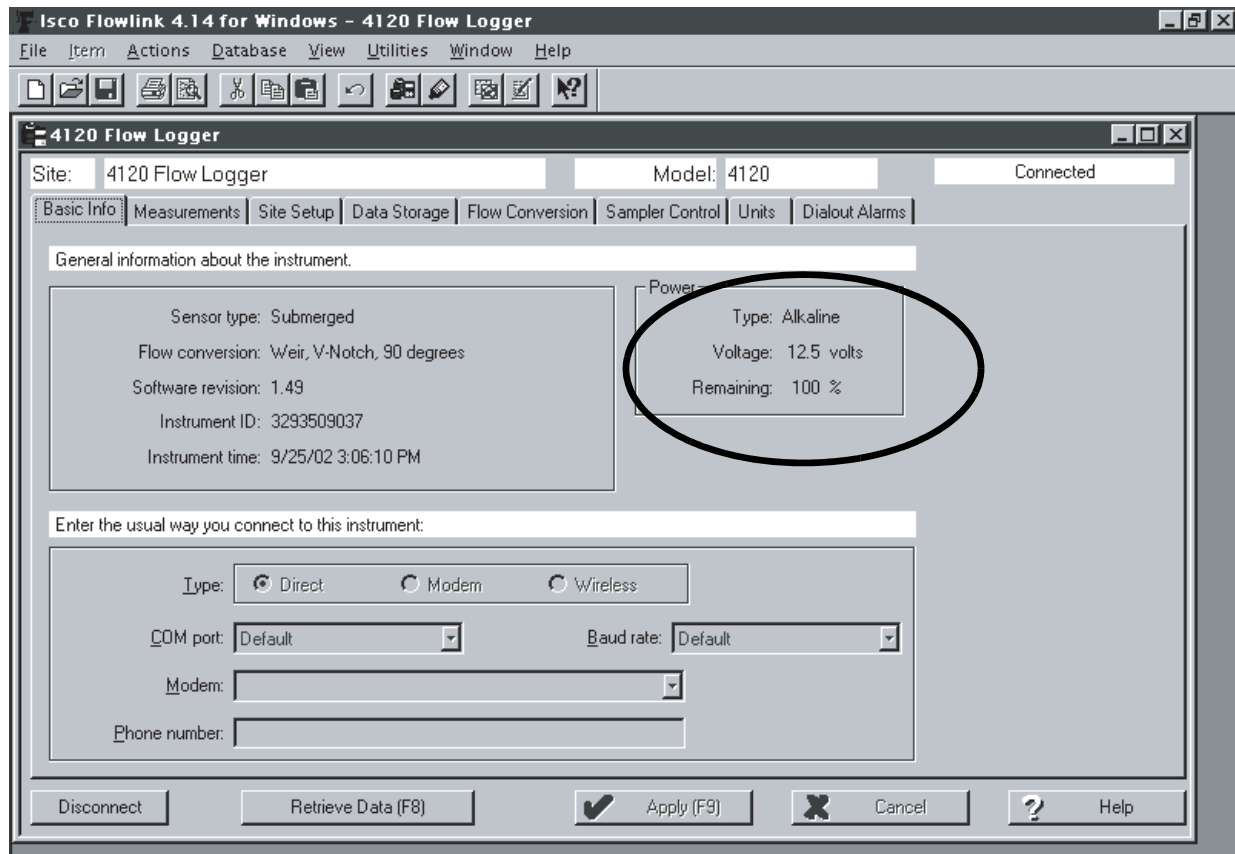 Isco Flowlink 4.14 for Windows - 4120 Flow Logger
File Item Actions Database View Utilities Window Help
4120 Flow Logger
Site: 4120 Flow Logger Model: 4120 Connected
Basic Info Measurements Site Setup Data Storage Flow Conversion Sampler Control Units Dialout Alarms
General information about the instrument.
Sensor type: Submerged
Flow conversion: Weir, V-Notch, 90 degrees
Software revision: 1.49
Instrument ID: 3293509037
Instrument time: 9/25/02 3:06:10 PM
Power
Type: Alkaline
Voltage: 12.5 volts
Remaining: 100 %
Enter the usual way you connect to this instrument:
Type: Direct Modem Wireless
COM port: Default Baud rate: Default
Modem:
Phone number:
Disconnect Retrieve Data (F8) Apply (F9) Cancel Help